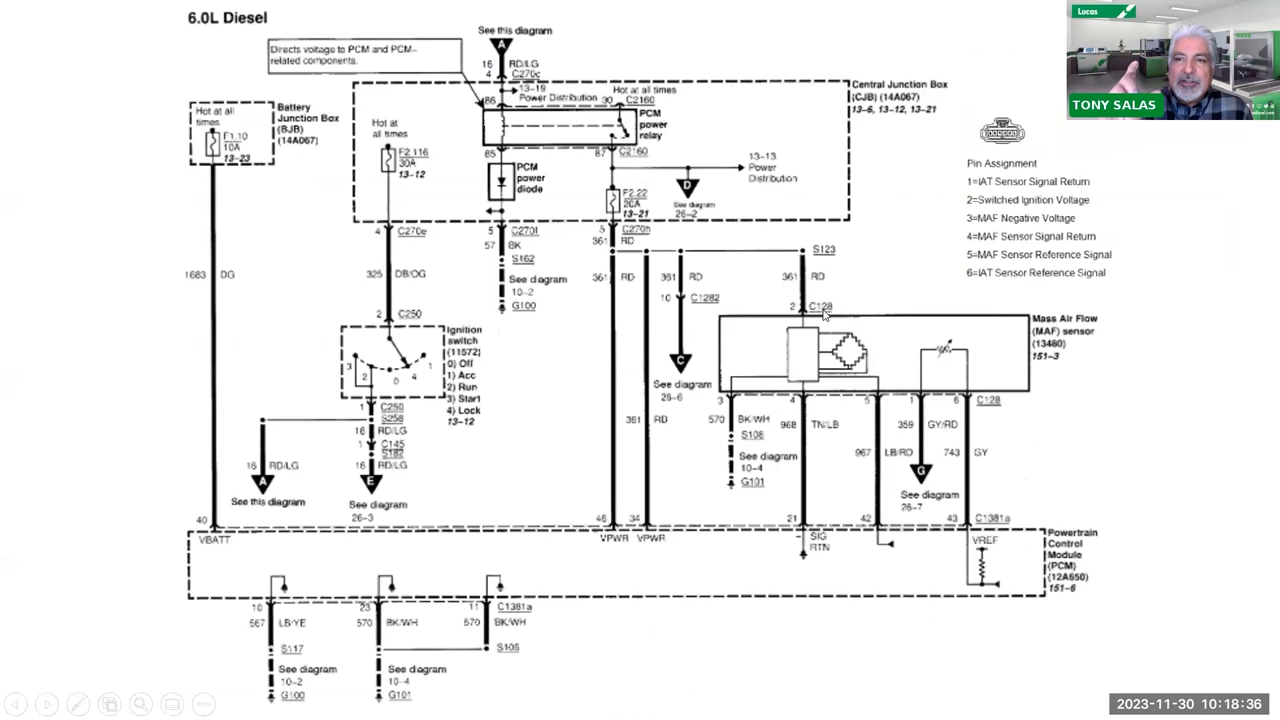 6.0L Diesel
See this diagram
A
Directs voltage to PCM and PCM–
related components.
16 RD/LG
4 C270c
13–19
Power Distribution
Hot at all times
86
30 C2160
Central Junction Box
(CJB) (14A067)
13–6, 13–12, 13–21
Hot at all
times
F1.10
10A
13–23
Battery
Junction Box
(BJB)
(14A067)
Hot at
all times
F2.116
30A
13–12
PCM
power
relay
85
87 C2160
PCM
power
diode
13–13
Power
Distribution
D
See diagram
26–2
F2.22
20A
13–21
4 C270e
5 C270f
5 C270h
57 BK
361 RD
S162
S123
See diagram
10–2
G100
1683 DG
325 DB/OG
361 RD
361 RD
361 RD
10 C1282
2 C128
C
See diagram
26–6
2 C250
Ignition
switch
(11572)
0) Off
1) Acc
2) Run
3) Start
4) Lock
13–12
3 2 0 4 1
Mass Air Flow
(MAF) sensor
(13480)
151–3
1 C250
S258
16 RD/LG
1 C145
S182
16 RD/LG
16 RD/LG
A
See this diagram
E
See diagram
26–3
361 RD
3 4 5 1 6 C128
570 BK/WH
S106
See diagram
10–4
G101
968 TN/LB
967 LB/RD
359 GY/RD
743 GY
G
See diagram
26–7
40
46 34
21 42 43 C1381a
VBATT
VPWR VPWR
SIG
RTN
VREF
Powertrain
Control
Module
(PCM)
(12A650)
151–6
10 23 11 C1381a
567 LB/YE
570 BK/WH
570 BK/WH
S117
S106
See diagram
10–2
G100
See diagram
10–4
G101
Pin Assignment
1=IAT Sensor Signal Return
2=Switched Ignition Voltage
3=MAF Negative Voltage
4=MAF Sensor Signal Return
5=MAF Sensor Reference Signal
6=IAT Sensor Reference Signal
Lucas
TONY SALAS
2023-11-30 10:18:36